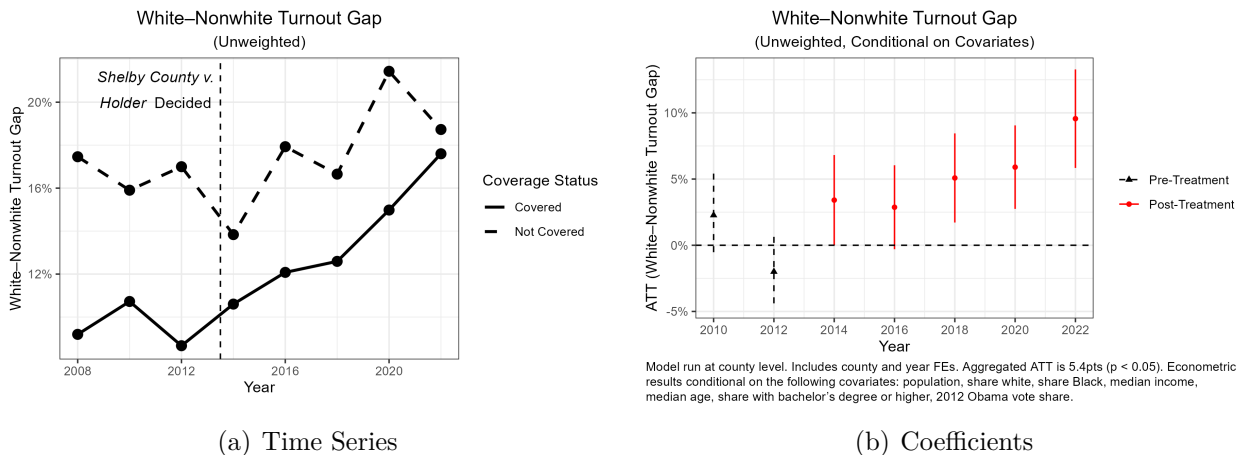 White–Nonwhite Turnout Gap
(Unweighted)
Shelby County v.
Holder Decided
20%
16%
12%
White–Nonwhite Turnout Gap
2008
2012
2016
2020
Year
Coverage Status
Covered
Not Covered
(a) Time Series
White–Nonwhite Turnout Gap
(Unweighted, Conditional on Covariates)
10%
5%
0%
-5%
ATT (White–Nonwhite Turnout Gap)
2010
2012
2014
2016
2018
2020
2022
Year
Pre-Treatment
Post-Treatment
Model run at county level. Includes county and year FEs. Aggregated ATT is 5.4pts (p < 0.05). Econometric
results conditional on the following covariates: population, share white, share Black, median income,
median age, share with bachelor's degree or higher, 2012 Obama vote share.
(b) Coefficients